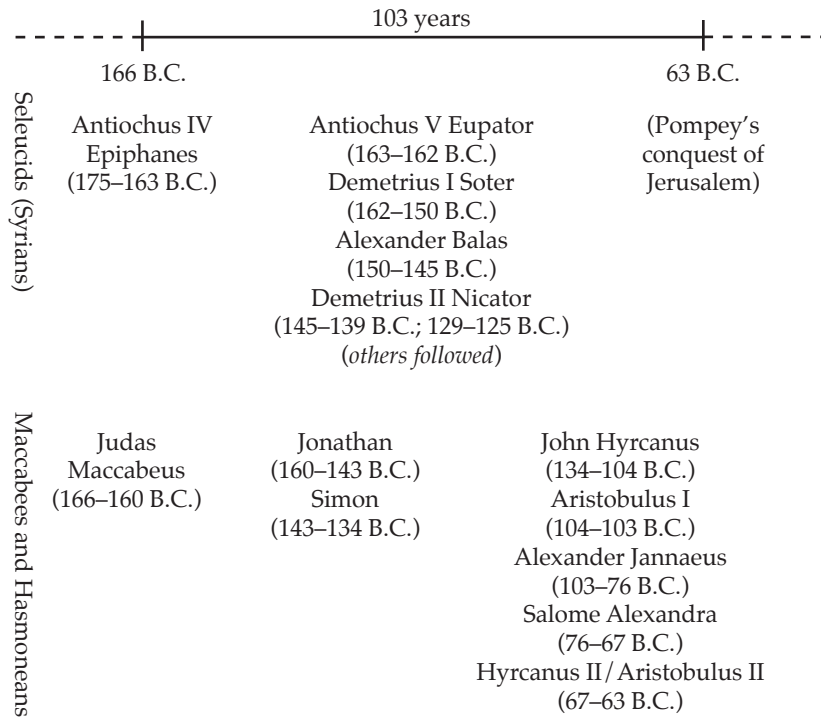 103 years
166 B.C.
63 B.C.
Seleucids (Syrians)
Antiochus IV
Epiphanes
(175–163 B.C.)
Antiochus V Eupator
(163–162 B.C.)
Demetrius I Soter
(162–150 B.C.)
Alexander Balas
(150–145 B.C.)
Demetrius II Nicator
(145–139 B.C.; 129–125 B.C.)
(others followed)
(Pompey's
conquest of
Jerusalem)
Maccabees and Hasmoneans
Judas
Maccabeus
(166–160 B.C.)
Jonathan
(160–143 B.C.)
Simon
(143–134 B.C.)
John Hyrcanus
(134–104 B.C.)
Aristobulus I
(104–103 B.C.)
Alexander Jannaeus
(103–76 B.C.)
Salome Alexandra
(76–67 B.C.)
Hyrcanus II/Aristobulus II
(67–63 B.C.)